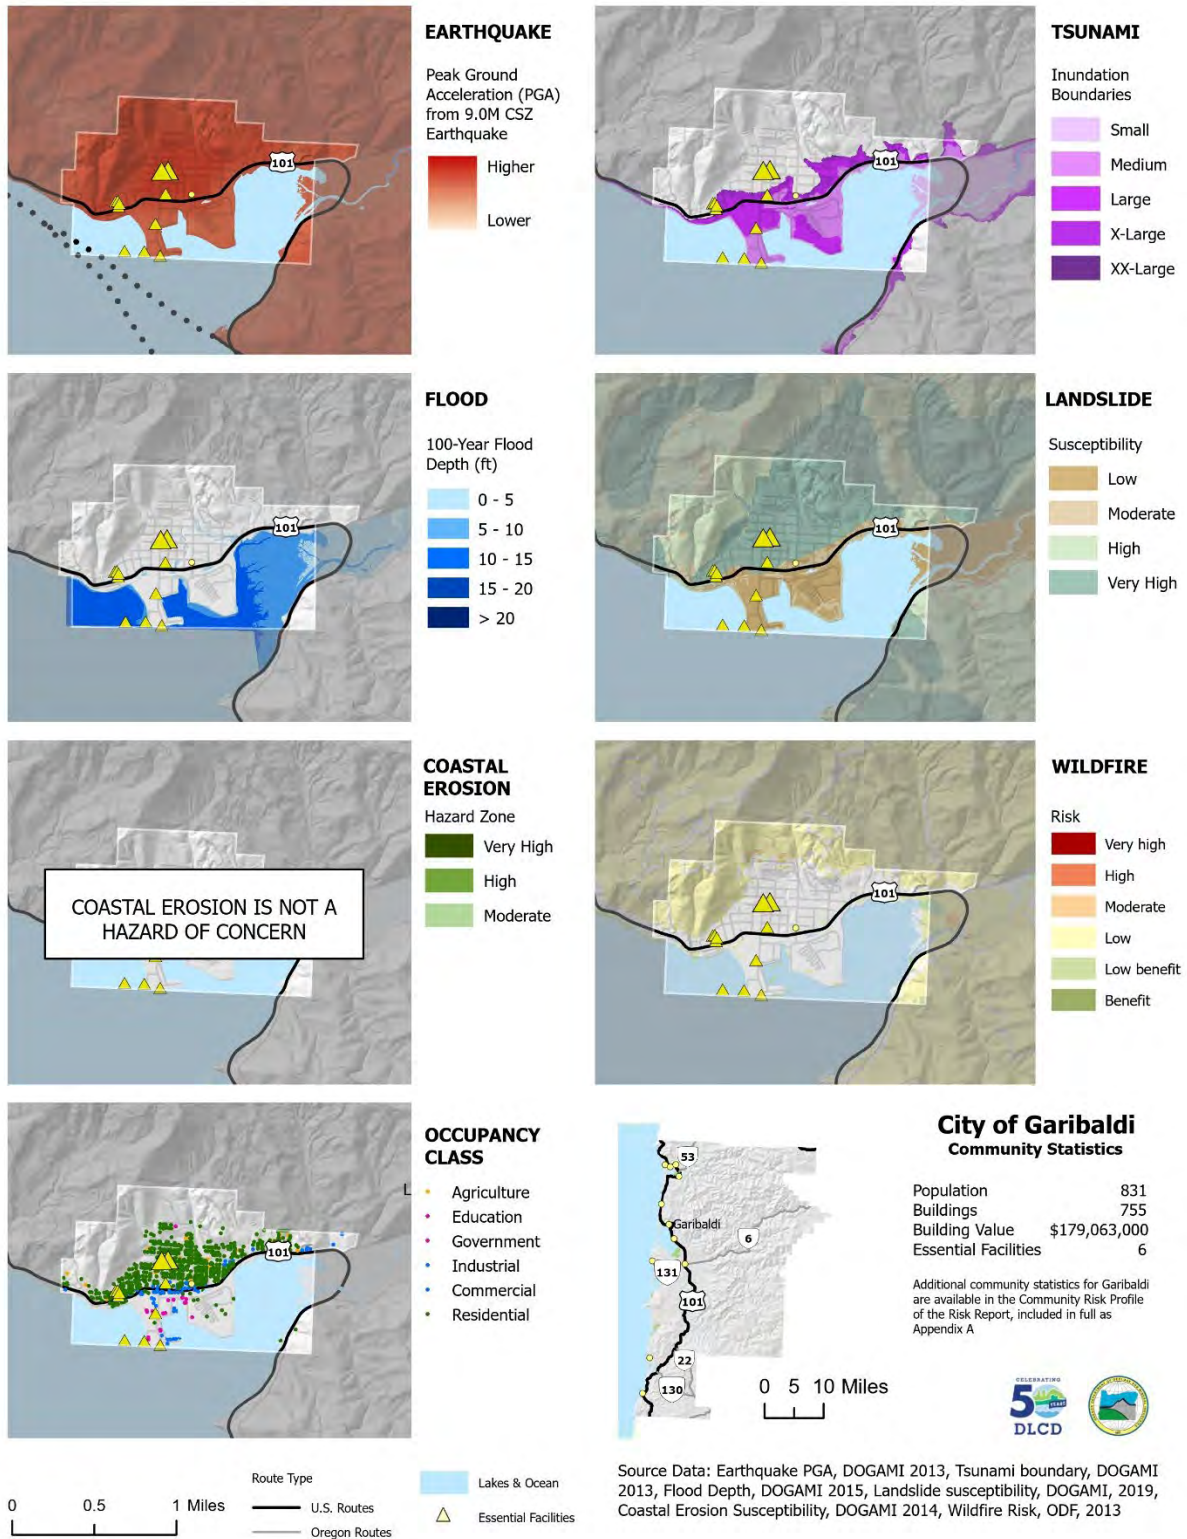 EARTHQUAKE
Peak Ground
Acceleration (PGA)
from 9.0M CSZ
Earthquake
Higher
Lower
101
TSUNAMI
Inundation
Boundaries
Small
Medium
Large
X-Large
XX-Large
101
FLOOD
100-Year Flood
Depth (ft)
0 - 5
5 - 10
10 - 15
15 - 20
> 20
101
LANDSLIDE
Susceptibility
Low
Moderate
High
Very High
101
COASTAL
EROSION
Hazard Zone
Very High
High
Moderate
COASTAL EROSION IS NOT A
HAZARD OF CONCERN
WILDFIRE
Risk
Very high
High
Moderate
Low
Low benefit
Benefit
101
OCCUPANCY
CLASS
Agriculture
Education
Government
Industrial
Commercial
Residential
101
L
53
Garibaldi
6
131
101
22
130
0 5 10 Miles
City of Garibaldi
Community Statistics
Population 831
Buildings 755
Building Value $179,063,000
Essential Facilities 6
Additional community statistics for Garibaldi
are available in the Community Risk Profile
of the Risk Report, included in full as
Appendix A
CELEBRATING
50 YEARS
DLCD
0 0.5 1 Miles
Route Type
U.S. Routes
Oregon Routes
Lakes & Ocean
Essential Facilities
Source Data: Earthquake PGA, DOGAMI 2013, Tsunami boundary, DOGAMI
2013, Flood Depth, DOGAMI 2015, Landslide susceptibility, DOGAMI, 2019,
Coastal Erosion Susceptibility, DOGAMI 2014, Wildfire Risk, ODF, 2013